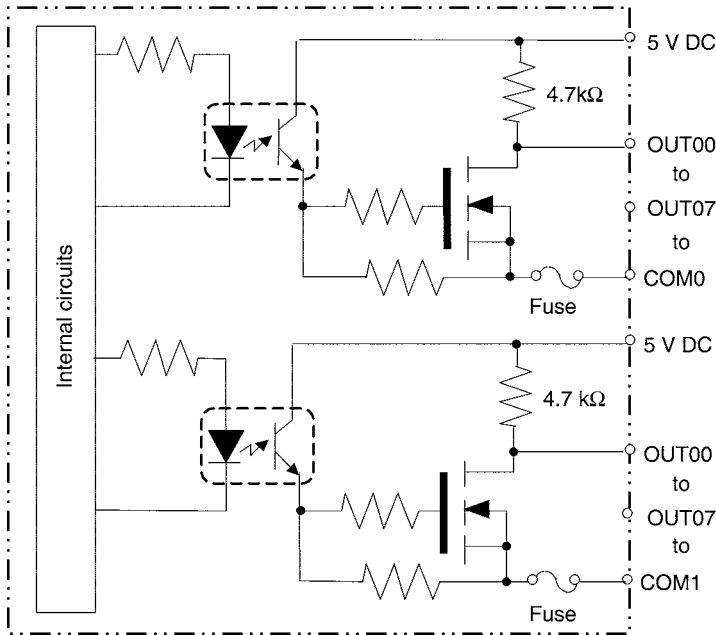 Internal circuits
5 V DC
4.7kΩ
OUT00
to
OUT07
to
COM0
Fuse
5 V DC
4.7 kΩ
OUT00
to
OUT07
to
COM1
Fuse